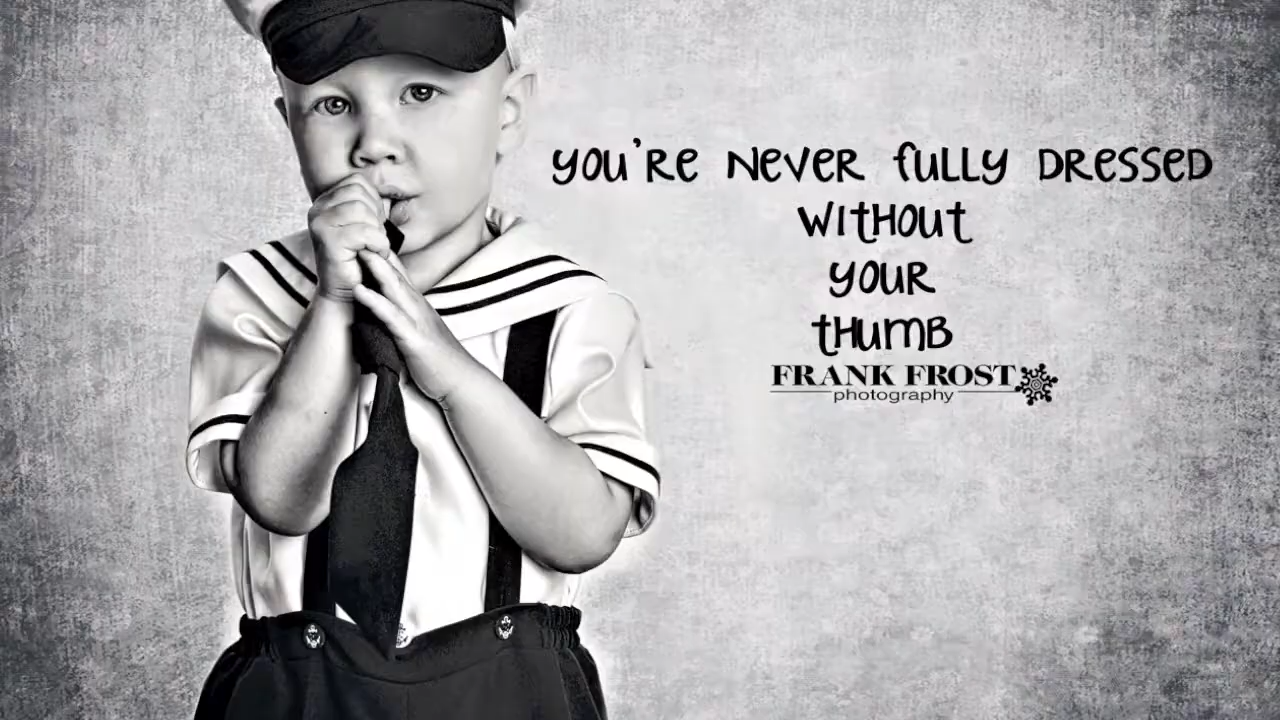 YOU'RE NEVER fULLY DRESSED
WITHOUT
YOUR
THUMB
FRANK FROST
photography